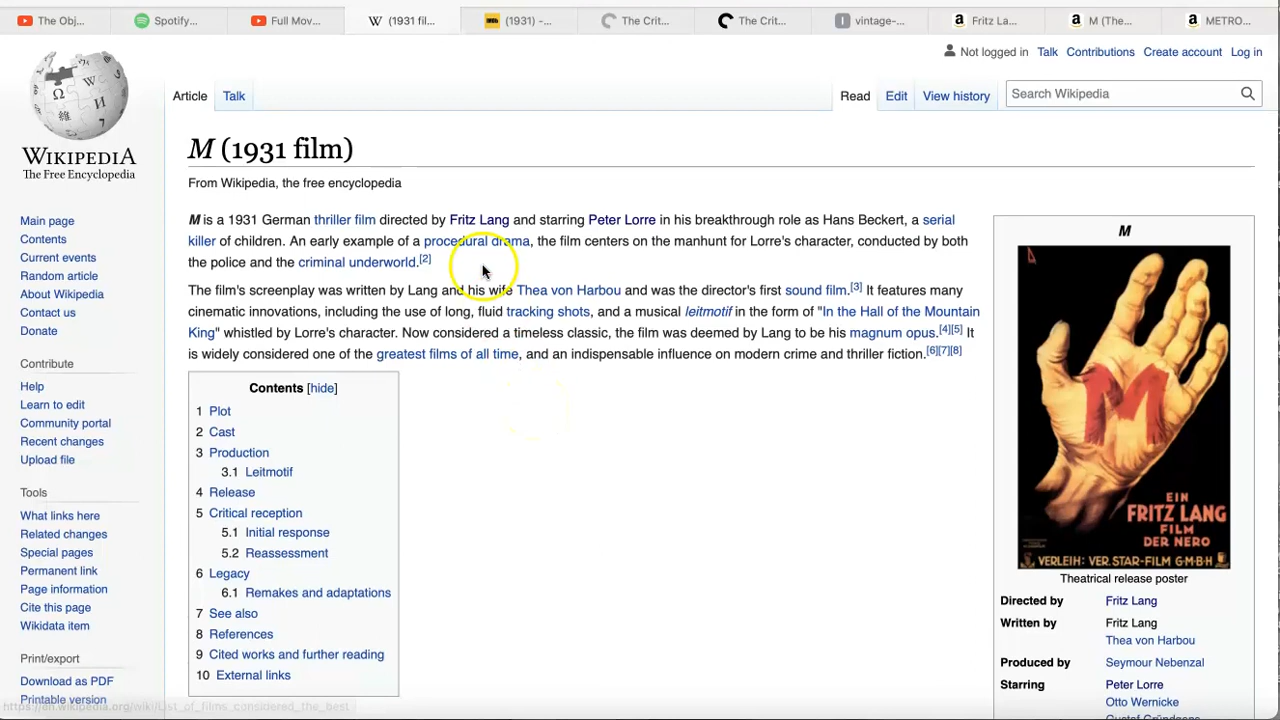 The Obj...
Spotify...
Full Mov...
W (1931 fil...
IMDb (1931) -...
The Crit...
The Crit...
vintage-...
Fritz La...
M (The...
METRO...
Not logged in Talk Contributions Create account Log in
Article Talk Read Edit View history Search Wikipedia
WIKIPEDIA
The Free Encyclopedia
Main page
Contents
Current events
Random article
About Wikipedia
Contact us
Donate
Contribute
Help
Learn to edit
Community portal
Recent changes
Upload file
Tools
What links here
Related changes
Special pages
Permanent link
Page information
Cite this page
Wikidata item
Print/export
Download as PDF
Printable version
M (1931 film)
From Wikipedia, the free encyclopedia
M is a 1931 German thriller film directed by Fritz Lang and starring Peter Lorre in his breakthrough role as Hans Beckert, a serial
killer of children. An early example of a procedural drama, the film centers on the manhunt for Lorre's character, conducted by both
the police and the criminal underworld.[2]
The film's screenplay was written by Lang and his wife Thea von Harbou and was the director's first sound film.[3] It features many
cinematic innovations, including the use of long, fluid tracking shots, and a musical leitmotif in the form of "In the Hall of the Mountain
King" whistled by Lorre's character. Now considered a timeless classic, the film was deemed by Lang to be his magnum opus.[4][5] It
is widely considered one of the greatest films of all time, and an indispensable influence on modern crime and thriller fiction.[6][7][8]
Contents [hide]
1 Plot
2 Cast
3 Production
3.1 Leitmotif
4 Release
5 Critical reception
5.1 Initial response
5.2 Reassessment
6 Legacy
6.1 Remakes and adaptations
7 See also
8 References
9 Cited works and further reading
10 External links
M
M
EIN
FRITZ LANG
FILM
DER NERO
VERLEIH: VER. STAR-FILM G·M·B·H
Theatrical release poster
Directed by Fritz Lang
Written by Fritz Lang
Thea von Harbou
Produced by Seymour Nebenzal
Starring Peter Lorre
Otto Wernicke
Gustaf Gründgens
https://en.wikipedia.org/wiki/List_of_films_considered_the_best